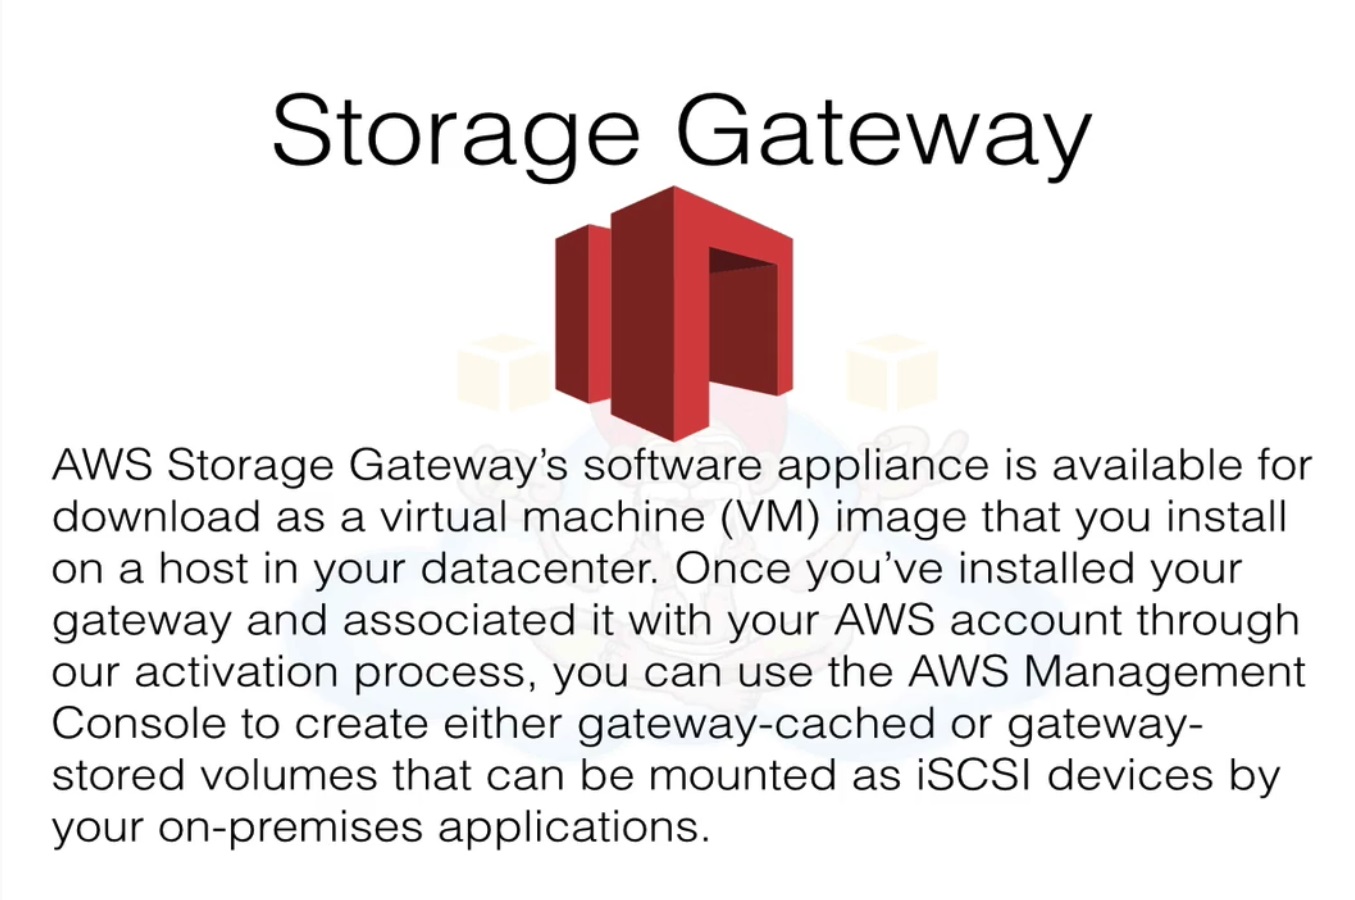 Storage Gateway
AWS Storage Gateway’s software appliance is available for
download as a virtual machine (VM) image that you install
on a host in your datacenter. Once you’ve installed your
gateway and associated it with your AWS account through
our activation process, you can use the AWS Management
Console to create either gateway-cached or gateway-
stored volumes that can be mounted as iSCSI devices by
your on-premises applications.